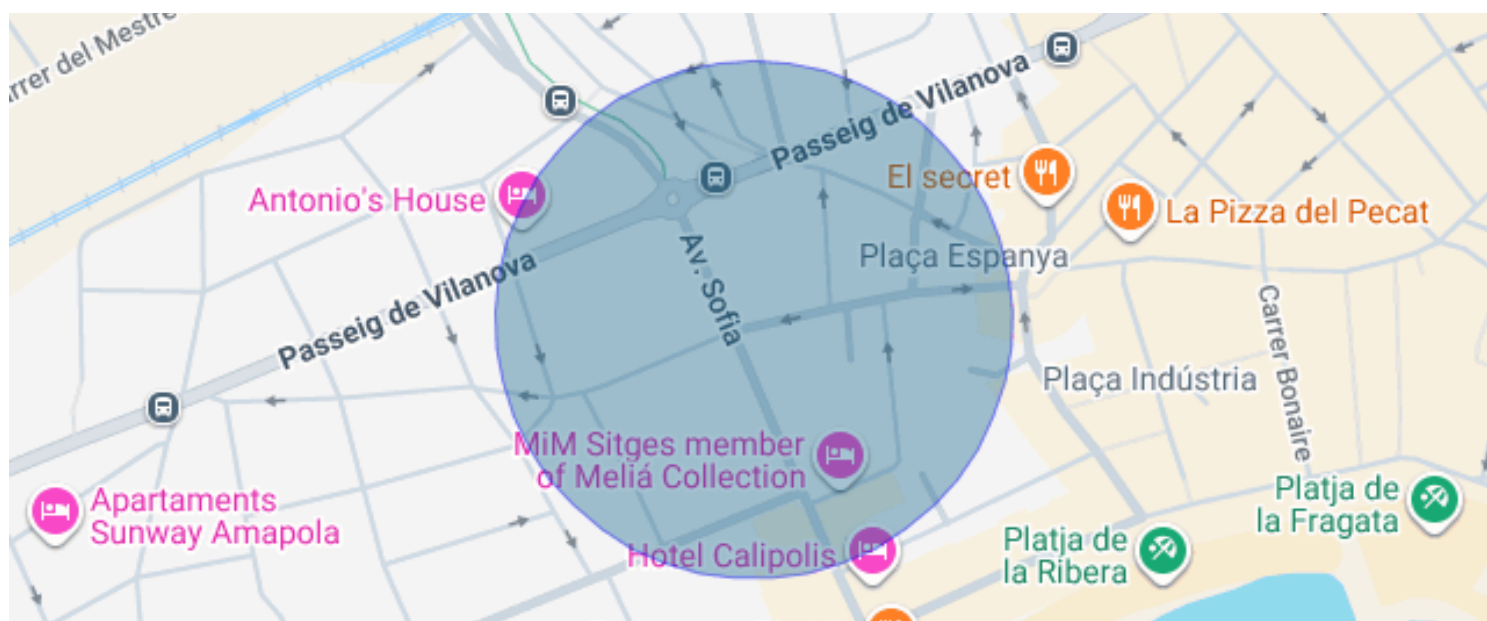 rrer del Mestre
Passeig de Vilanova
El secret
Antonio's House
La Pizza del Pecat
Av. Sofia
Plaça Espanya
Passeig de Vilanova
Carrer Bonaire
Plaça Indústria
MiM Sitges member
of Meliá Collection
Apartaments
Sunway Amapola
Platja de
la Fragata
Hotel Calipolis
Platja de
la Ribera